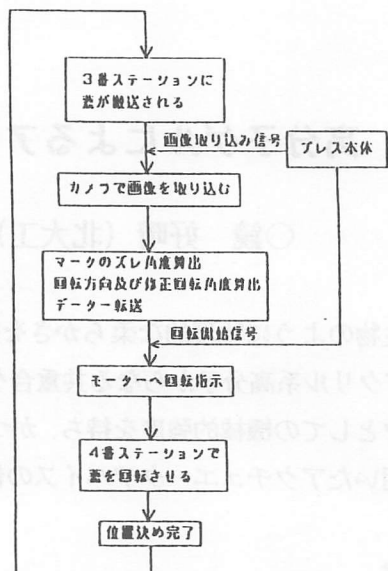 3番ステーションに
蓋が搬送される
画像取り込み信号
プレス本体
カメラで画像を取り込む
マークのズレ角度算出
回転方向及び修正回転角度算出
データー転送
回転開始信号
モーターへ回転指示
4番ステーションで
蓋を回転させる
位置決め完了